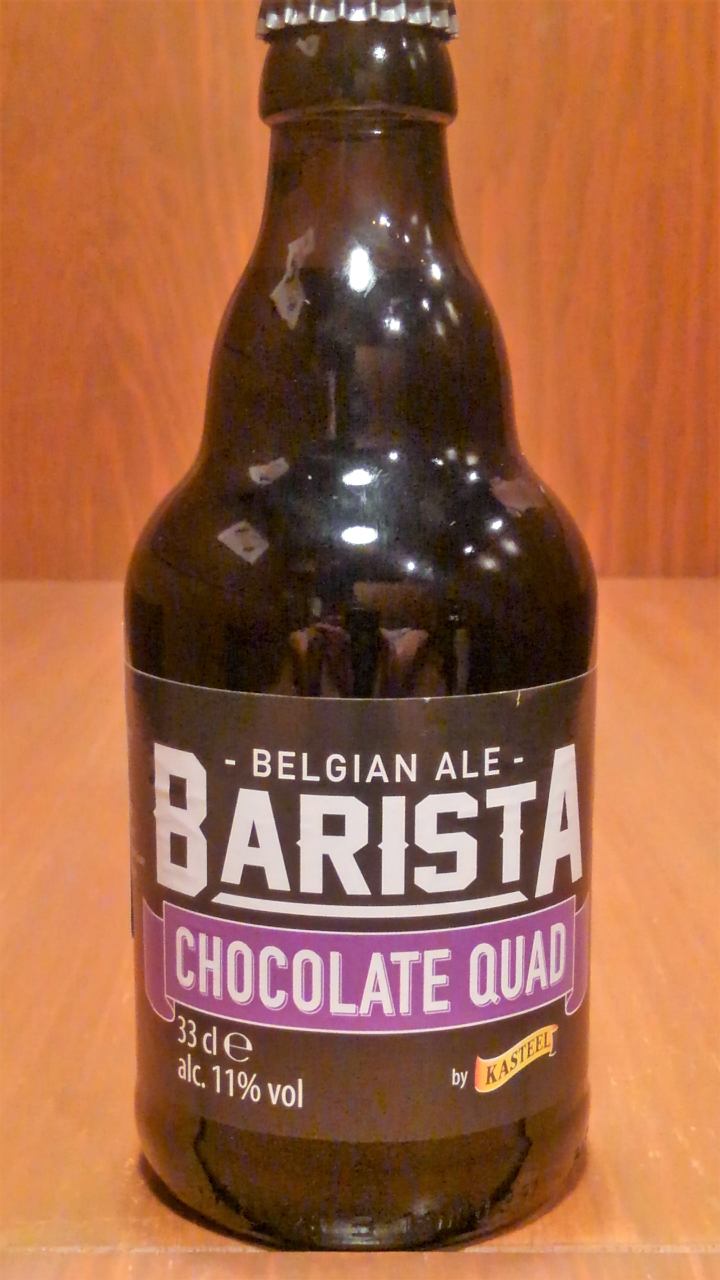 - BELGIAN ALE -
BARISTA
CHOCOLATE QUAD
33 cl ℮
alc. 11% vol
by KASTEEL